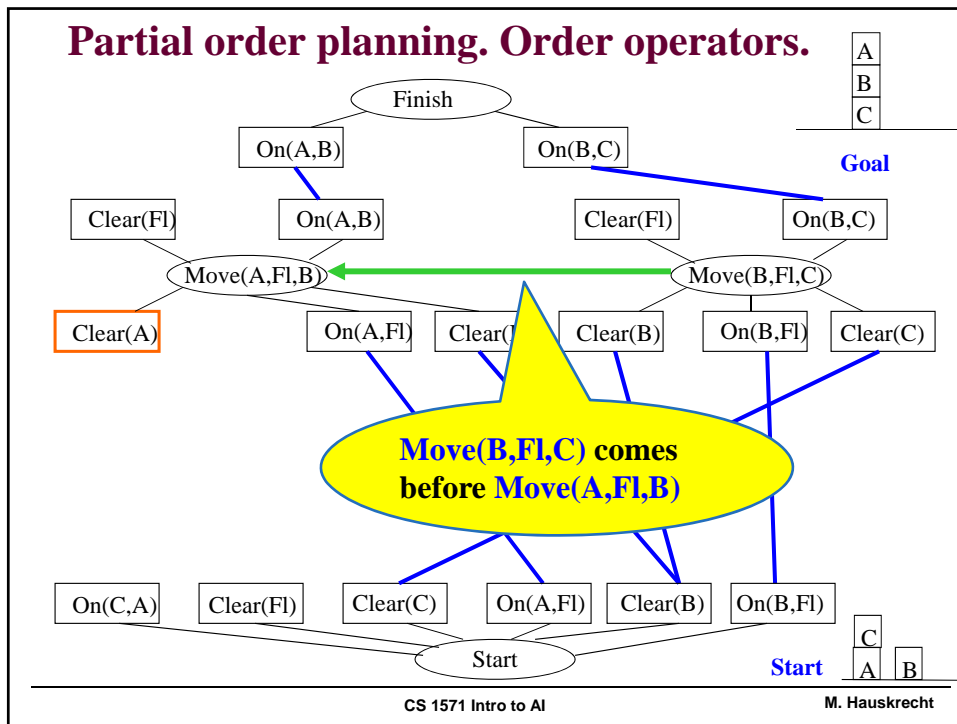 Partial order planning. Order operators.
A
B
C
Finish
On(A,B)
On(B,C)
Goal
Clear(Fl)
On(A,B)
Clear(Fl)
On(B,C)
Move(A,Fl,B)
Move(B,Fl,C)
Clear(A)
On(A,Fl)
Clear(
Clear(B)
On(B,Fl)
Clear(C)
Move(B,Fl,C) comes
before Move(A,Fl,B)
On(C,A)
Clear(Fl)
Clear(C)
On(A,Fl)
Clear(B)
On(B,Fl)
Start
Start
C
A B
CS 1571 Intro to AI
M. Hauskrecht